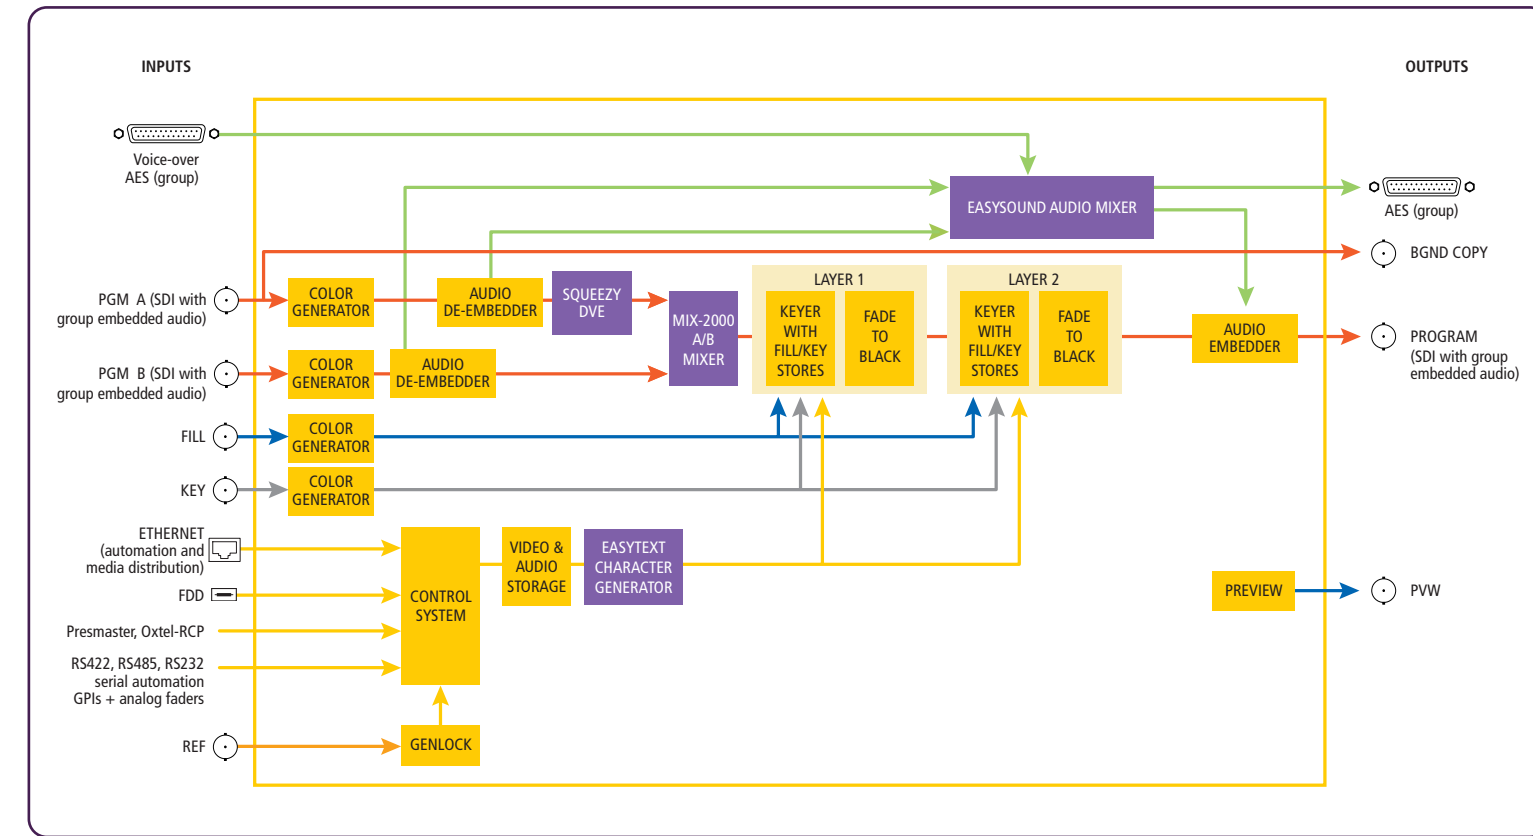 INPUTS
OUTPUTS
Voice-over
AES (group)
EASYSOUND AUDIO MIXER
AES (group)
BGND COPY
PGM A (SDI with
group embedded audio)
COLOR
GENERATOR
AUDIO
DE-EMBEDDER
SQUEEZY
DVE
MIX-2000
A/B
MIXER
LAYER 1
KEYER
WITH
FILL/KEY
STORES
FADE
TO
BLACK
LAYER 2
KEYER
WITH
FILL/KEY
STORES
FADE
TO
BLACK
AUDIO
EMBEDDER
PROGRAM
(SDI with group
embedded audio)
PGM B (SDI with
group embedded audio)
COLOR
GENERATOR
AUDIO
DE-EMBEDDER
FILL
COLOR
GENERATOR
KEY
COLOR
GENERATOR
ETHERNET
(automation and
media distribution)
FDD
Presmaster, Oxtel-RCP
RS422, RS485, RS232
serial automation
GPIs + analog faders
CONTROL
SYSTEM
VIDEO &
AUDIO
STORAGE
EASYTEXT
CHARACTER
GENERATOR
PREVIEW
PVW
REF
GENLOCK